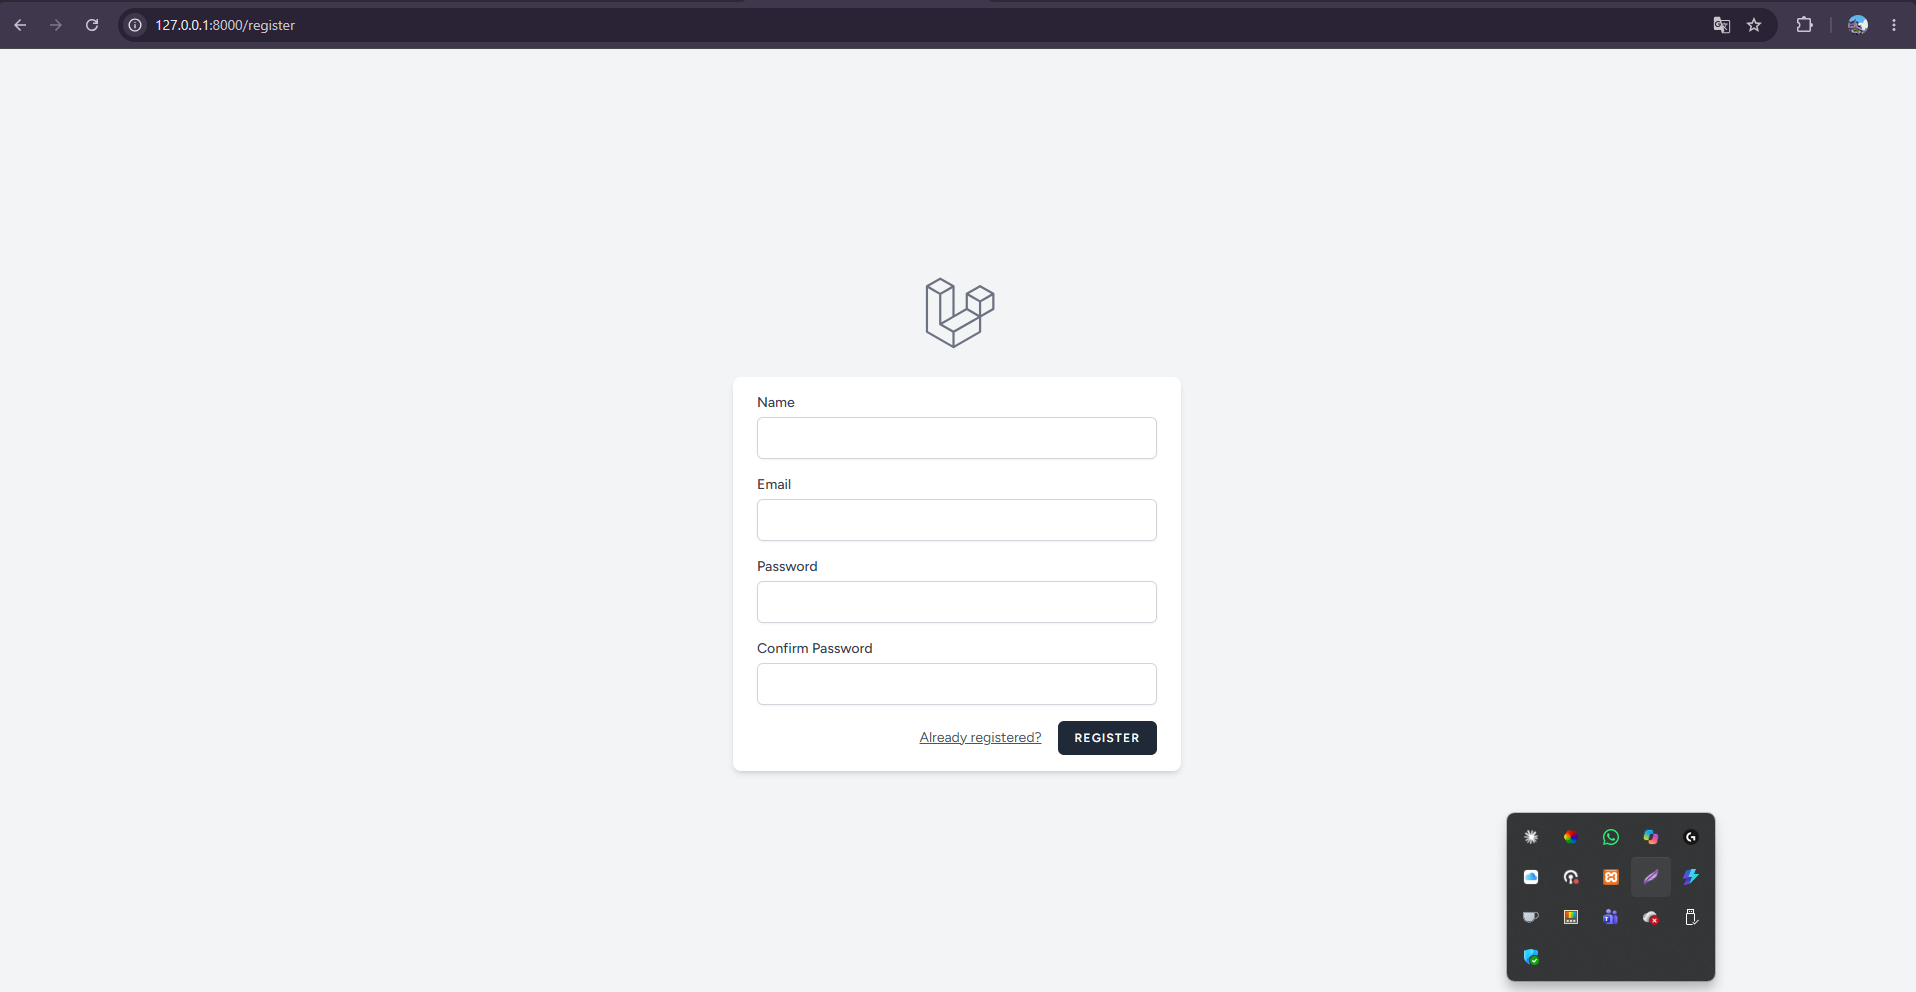 127.0.0.1:8000/register
Name
Email
Password
Confirm Password
Already registered? REGISTER